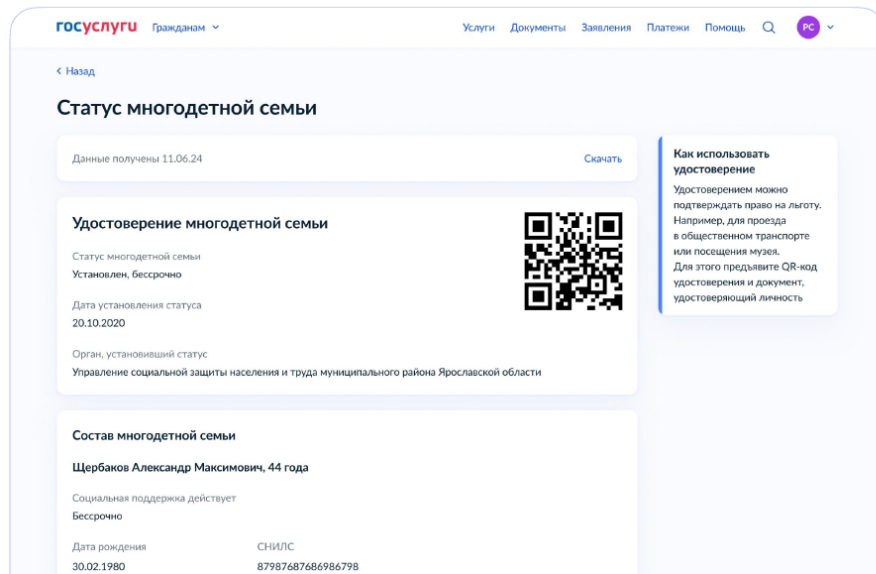 госуслуги Гражданам Услуги Документы Заявления Платежи Помощь РС
Назад
Статус многодетной семьи
Данные получены 11.06.24 Скачать
Удостоверение многодетной семьи
Статус многодетной семьи
Установлен, бессрочно
Дата установления статуса
20.10.2020
Орган, установивший статус
Управление социальной защиты населения и труда муниципального района Ярославской области
Как использовать
удостоверение
Удостоверением можно
подтверждать право на льготу.
Например, для проезда
в общественном транспорте
или посещения музея.
Для этого предъявите QR-код
удостоверения и документ,
удостоверяющий личность
Состав многодетной семьи
Щербаков Александр Максимович, 44 года
Социальная поддержка действует
Бессрочно
Дата рождения СНИЛС
30.02.1980 87987687686986798